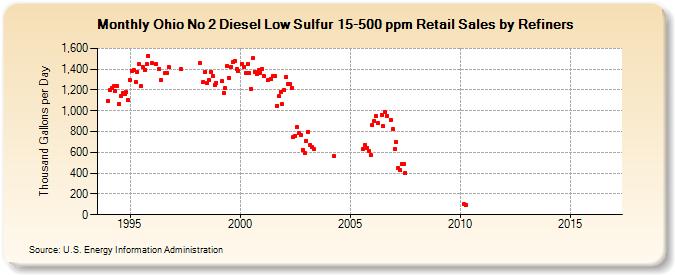 Monthly Ohio No 2 Diesel Low Sulfur 15-500 ppm Retail Sales by Refiners
Thousand Gallons per Day
1,600
1,400
1,200
1,000
800
600
400
200
0
1995 2000 2005 2010 2015
Source: U.S. Energy Information Administration